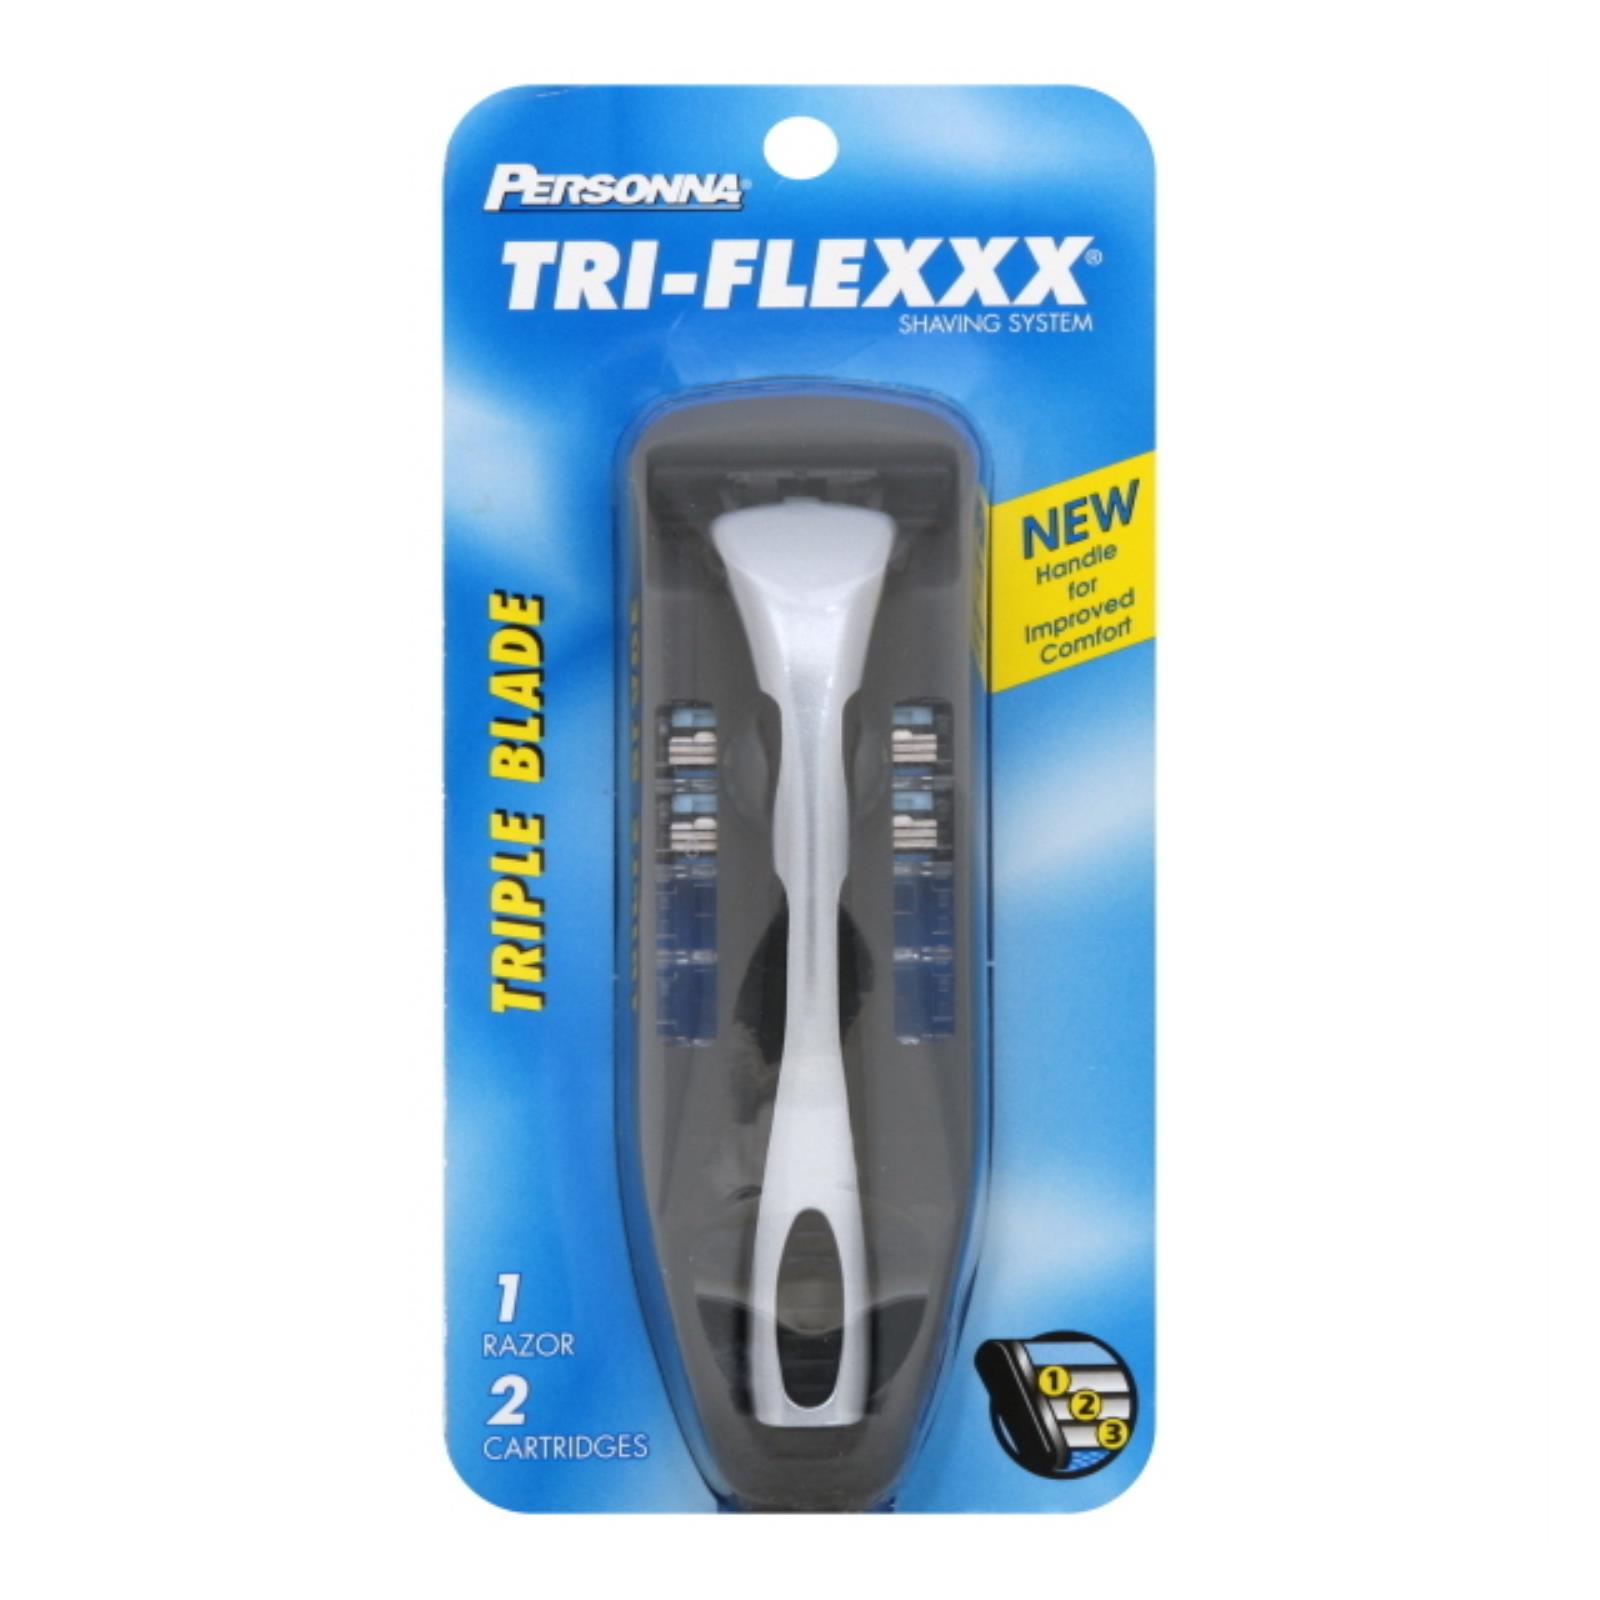 PERSONNA®
TRI-FLEXXX®
SHAVING SYSTEM
NEW
Handle
for
Improved
Comfort
TRIPLE BLADE
1
RAZOR
2
CARTRIDGES
1
2
3